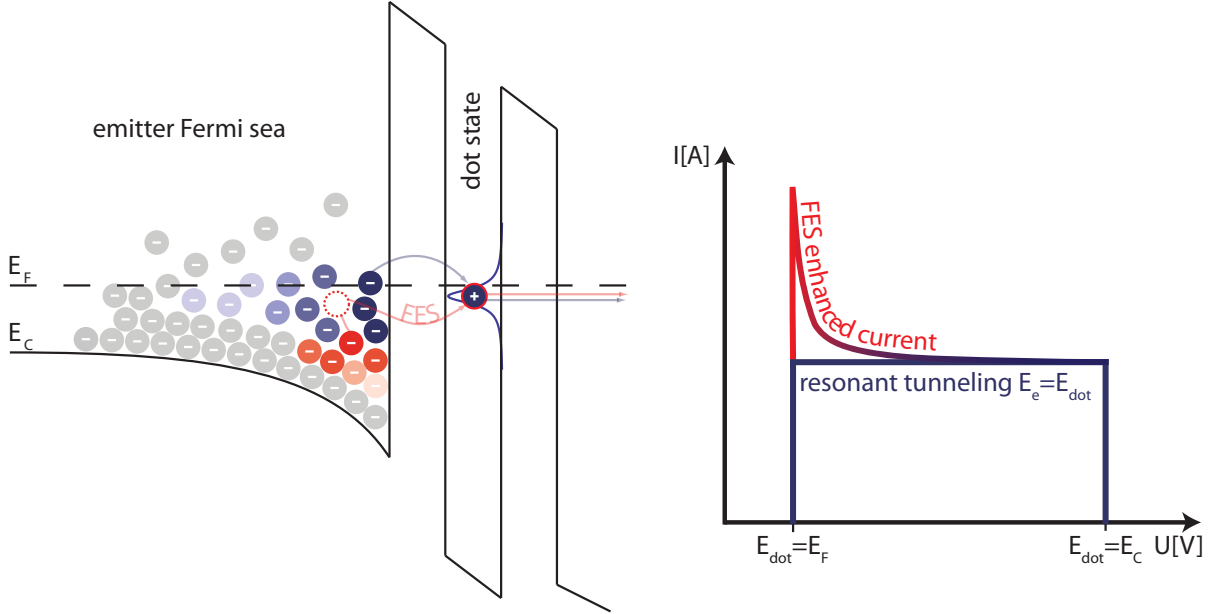 emitter Fermi sea
dot state
E_F
E_C
FES
I[A]
FES enhanced current
resonant tunneling E_e=E_dot
E_dot=E_F
E_dot=E_C
U[V]